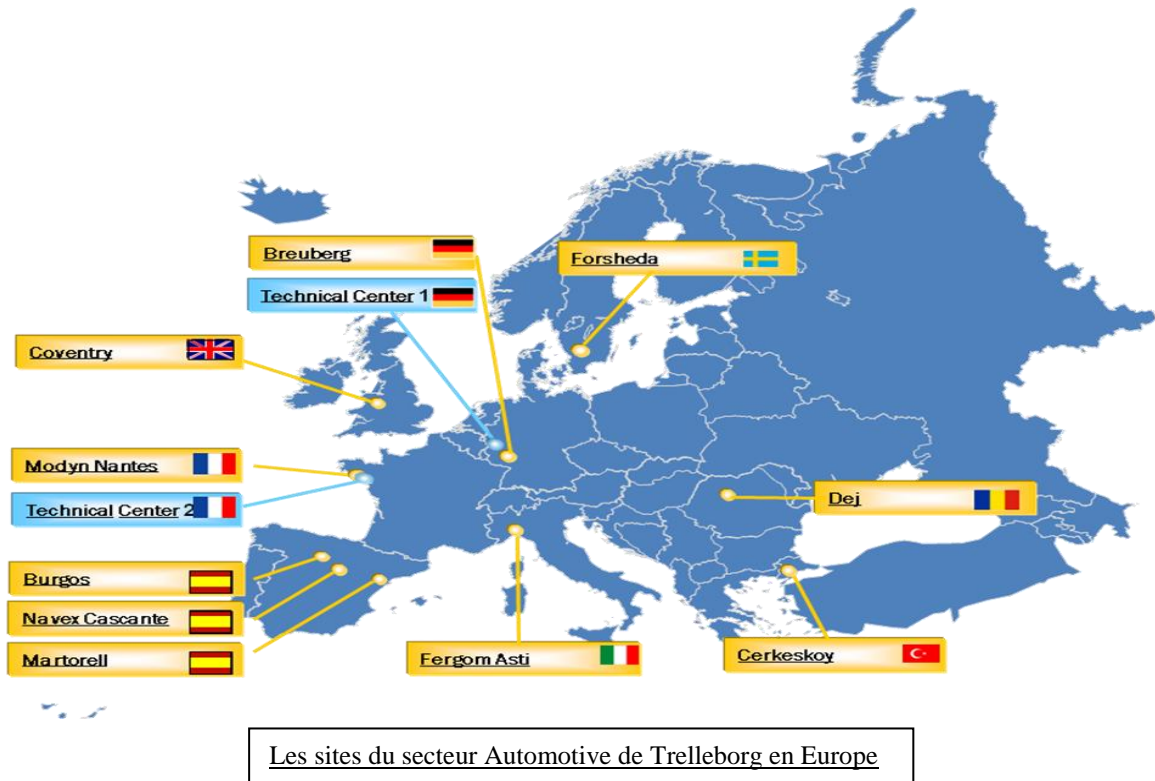 Breuberg
Forsheda
Technical Center 1
Coventry
Modyn Nantes
Technical Center 2
Dej
Burgos
Navex Cascante
Martorell
Fergom Asti
Cerkeskoy
Les sites du secteur Automotive de Trelleborg en Europe